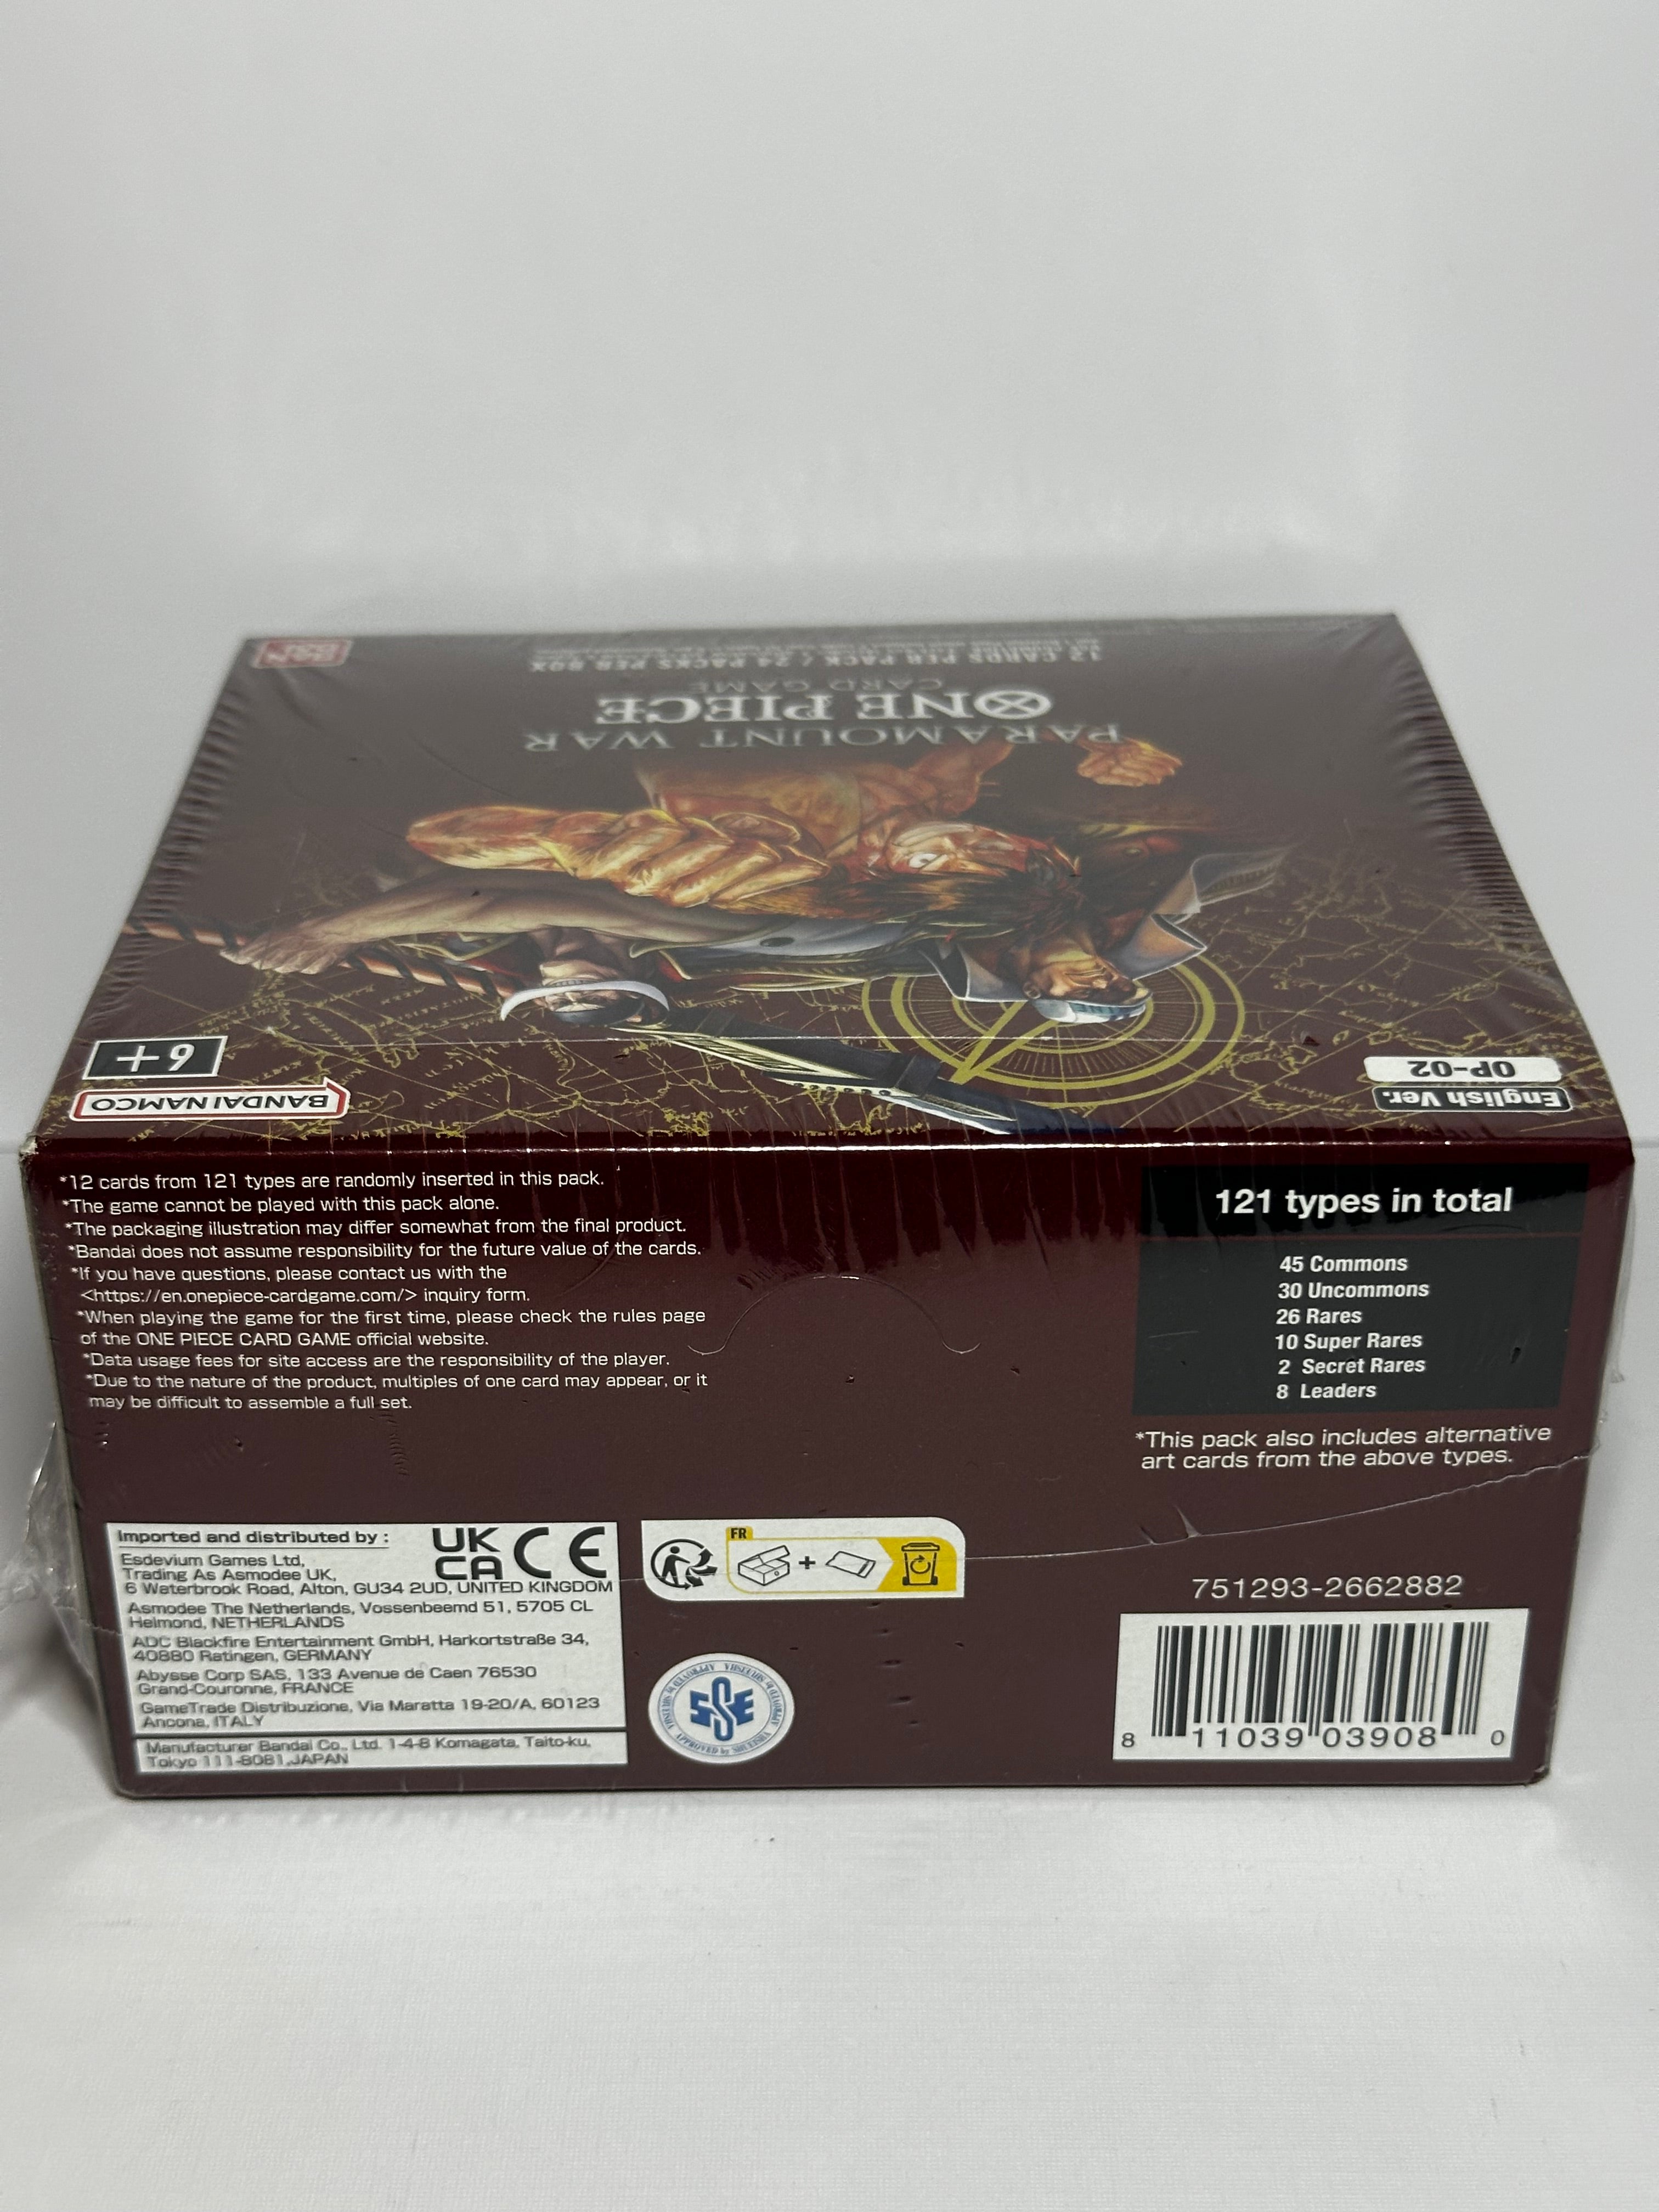 12 CARDS PER PACK / 24 PACKS PER BOX
CARD GAME
ONE PIECE
PARAMOUNT WAR
6+
BANDAI NAMCO
OP-02
English Ver.
*12 cards from 121 types are randomly inserted in this pack.
*The game cannot be played with this pack alone.
*The packaging illustration may differ somewhat from the final product.
*Bandai does not assume responsibility for the future value of the cards.
*If you have questions, please contact us with the
<https://en.onepiece-cardgame.com/> inquiry form.
*When playing the game for the first time, please check the rules page
of the ONE PIECE CARD GAME official website.
*Data usage fees for site access are the responsibility of the player.
*Due to the nature of the product, multiples of one card may appear, or it
may be difficult to assemble a full set.
121 types in total
45 Commons
30 Uncommons
26 Rares
10 Super Rares
2 Secret Rares
8 Leaders
*This pack also includes alternative
art cards from the above types.
Imported and distributed by :
UK
CA CE
Esdevium Games Ltd,
Trading As Asmodee UK,
6 Waterbrook Road, Alton, GU34 2UD, UNITED KINGDOM
Asmodee The Netherlands, Vossenbeemd 51, 5705 CL
Helmond, NETHERLANDS
ADC Blackfire Entertainment GmbH, Harkortstraße 34,
40880 Ratingen, GERMANY
Abysse Corp SAS, 133 Avenue de Caen 76530
Grand-Couronne, FRANCE
GameTrade Distribuzione, Via Maratta 19-20/A, 60123
Ancona, ITALY
Manufacturer Bandai Co., Ltd. 1-4-8 Komagata, Taito-ku,
Tokyo 111-8081,JAPAN
FR
+
SSE
APPROVED by SHUEISHA
751293-2662882
8 11039 03908 0